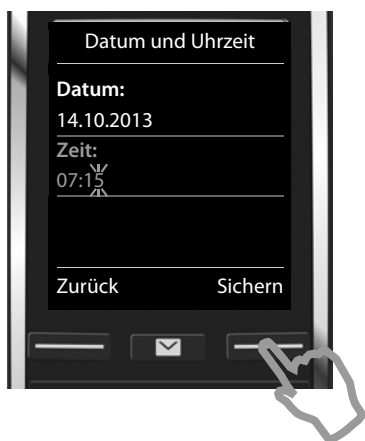 Datum und Uhrzeit
Datum:
14.10.2013
Zeit:
07:15
Zurück Sichern